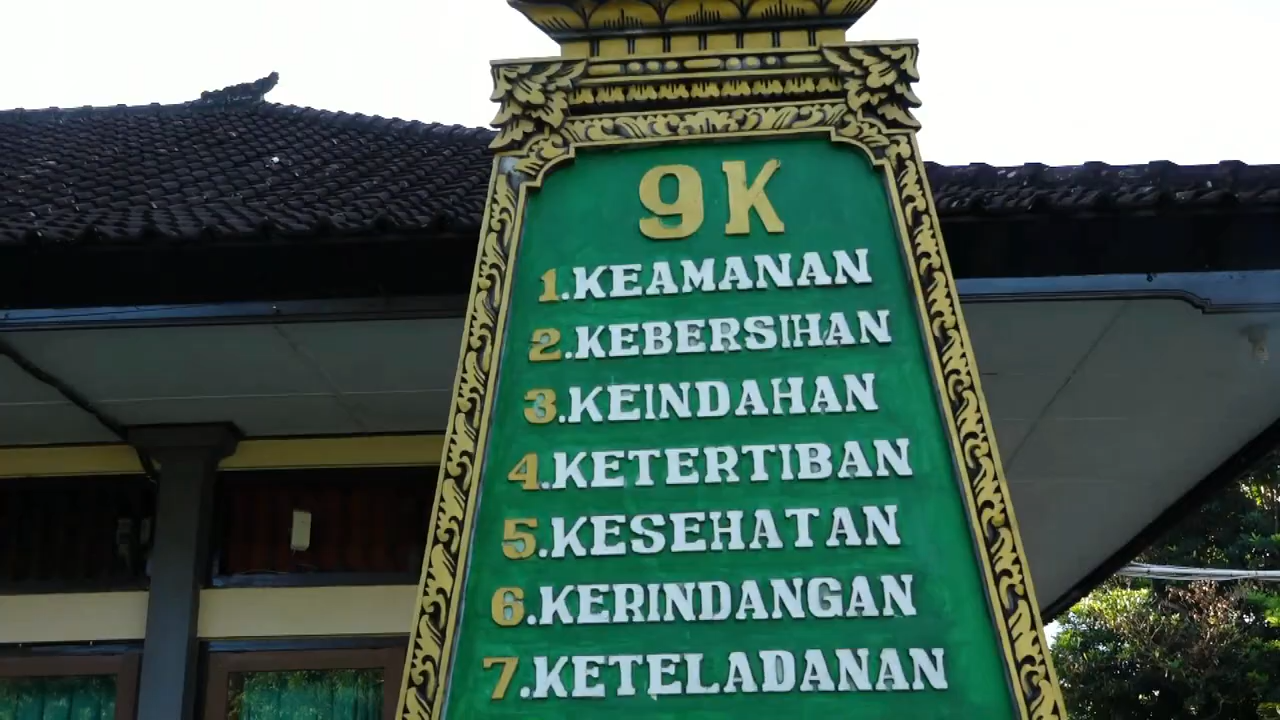 9K
1.KEAMANAN
2.KEBERSIHAN
3.KEINDAHAN
4.KETERTIBAN
5.KESEHATAN
6.KERINDANGAN
7.KETELADANAN